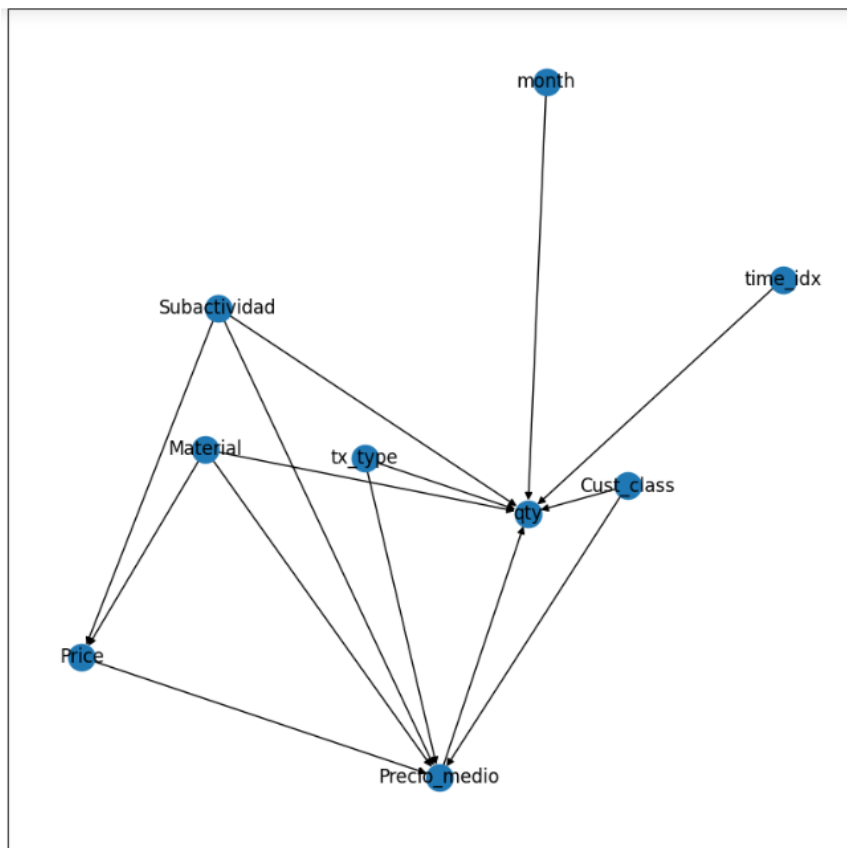 month
time_idx
Subactividad
Material
tx_type
Cust_class
qty
Price
Precio_medio